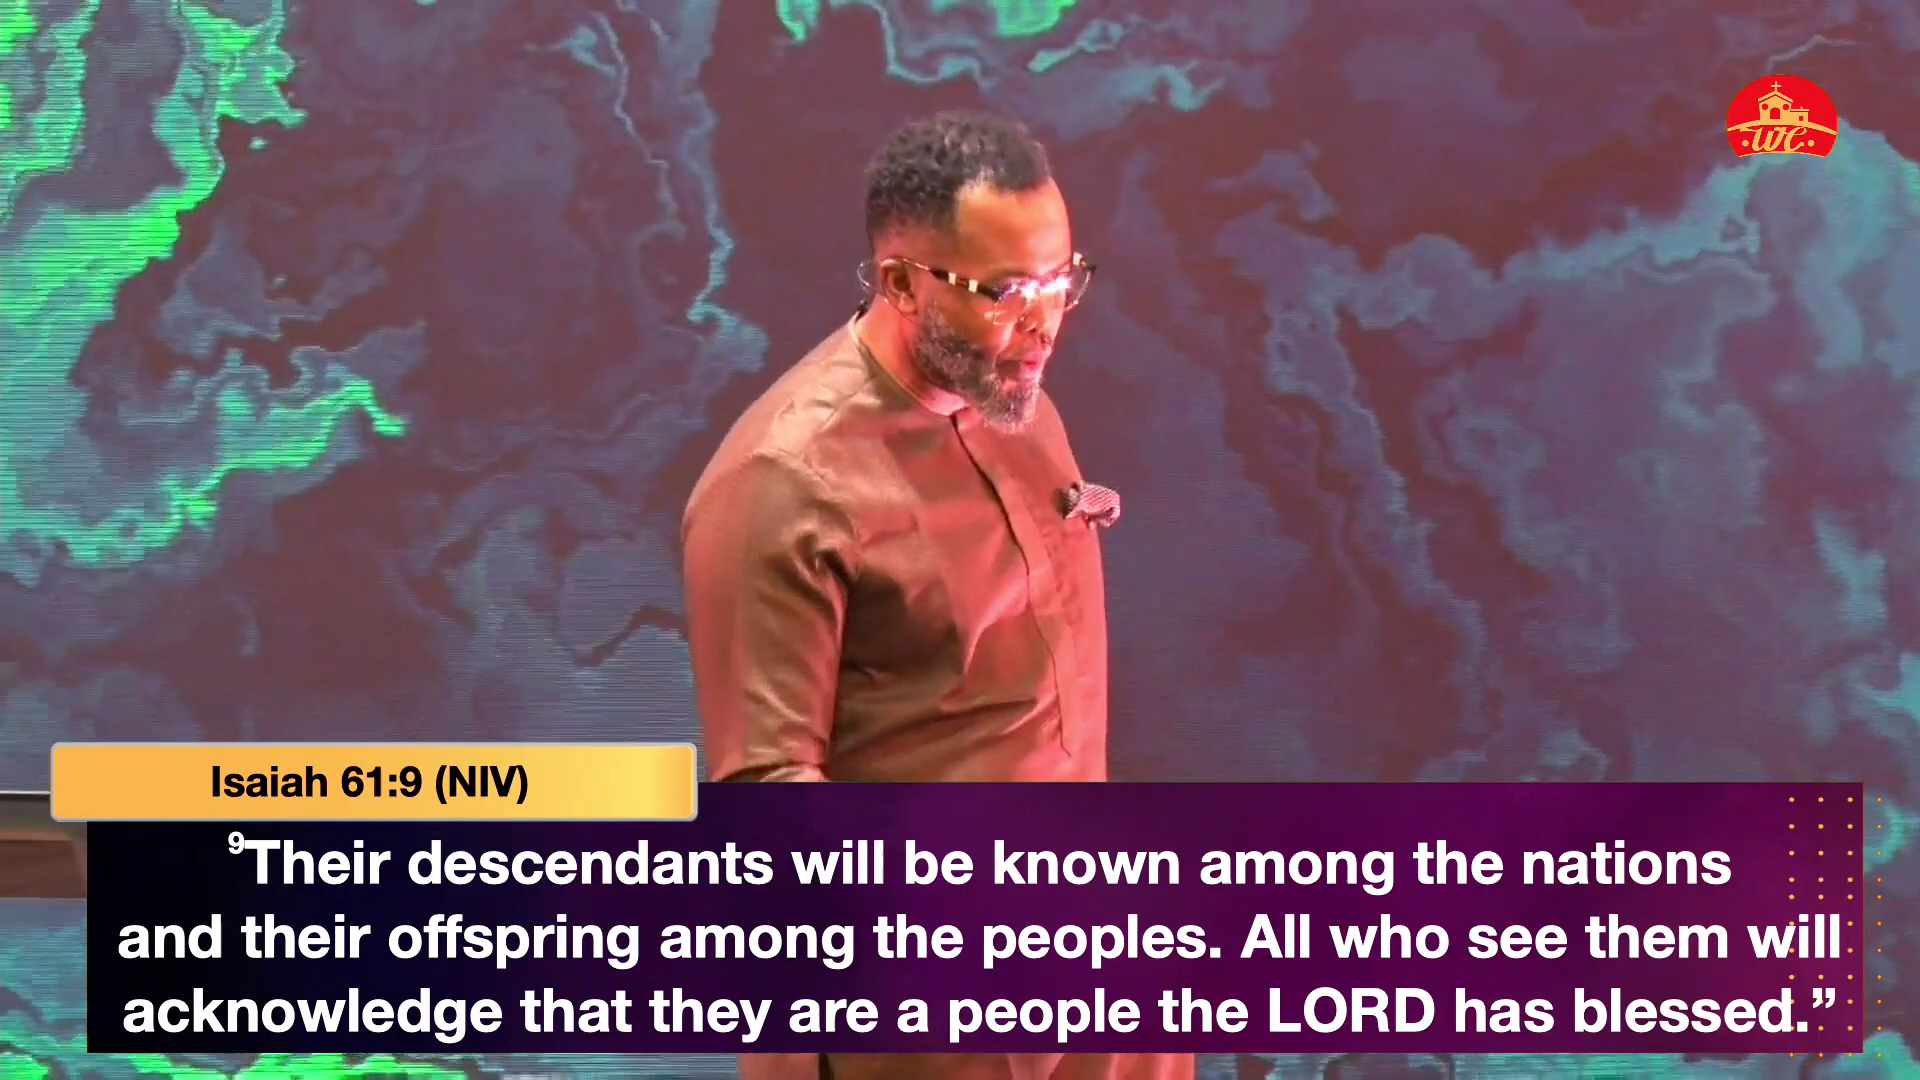 WE
Isaiah 61:9 (NIV)
⁹Their descendants will be known among the nations
and their offspring among the peoples. All who see them will
acknowledge that they are a people the LORD has blessed.”